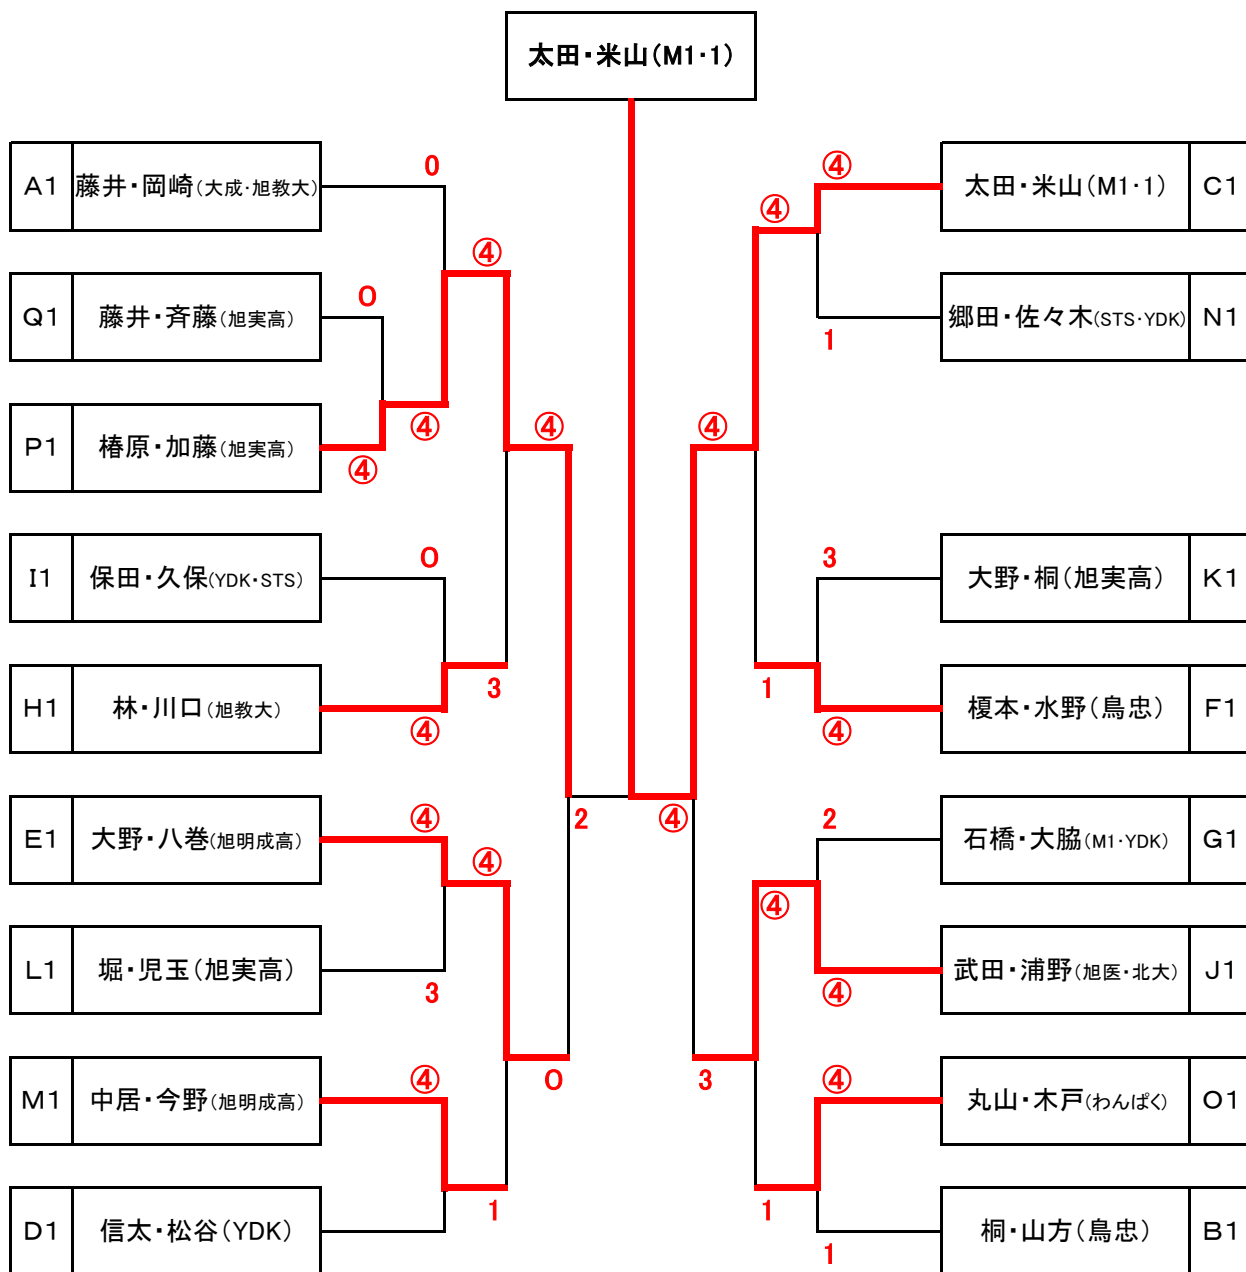 太田・米山(M1・1)
A1 藤井・岡崎(大成・旭教大)
0
④
太田・米山(M1・1) C1
④
Q1 藤井・斉藤(旭実高)
0
④
郷田・佐々木(STS・YDK) N1
1
P1 椿原・加藤(旭実高)
④
④
④
④
I1 保田・久保(YDK・STS)
0
3
大野・桐(旭実高) K1
H1 林・川口(旭教大)
④
3
1
④
榎本・水野(鳥忠) F1
E1 大野・八巻(旭明成高)
④
④
2
④
2
石橋・大脇(M1・YDK) G1
L1 堀・児玉(旭実高)
3
④
④
武田・浦野(旭医・北大) J1
M1 中居・今野(旭明成高)
④
0
3
④
丸山・木戸(わんぱく) O1
D1 信太・松谷(YDK)
1
1
1
桐・山方(鳥忠) B1